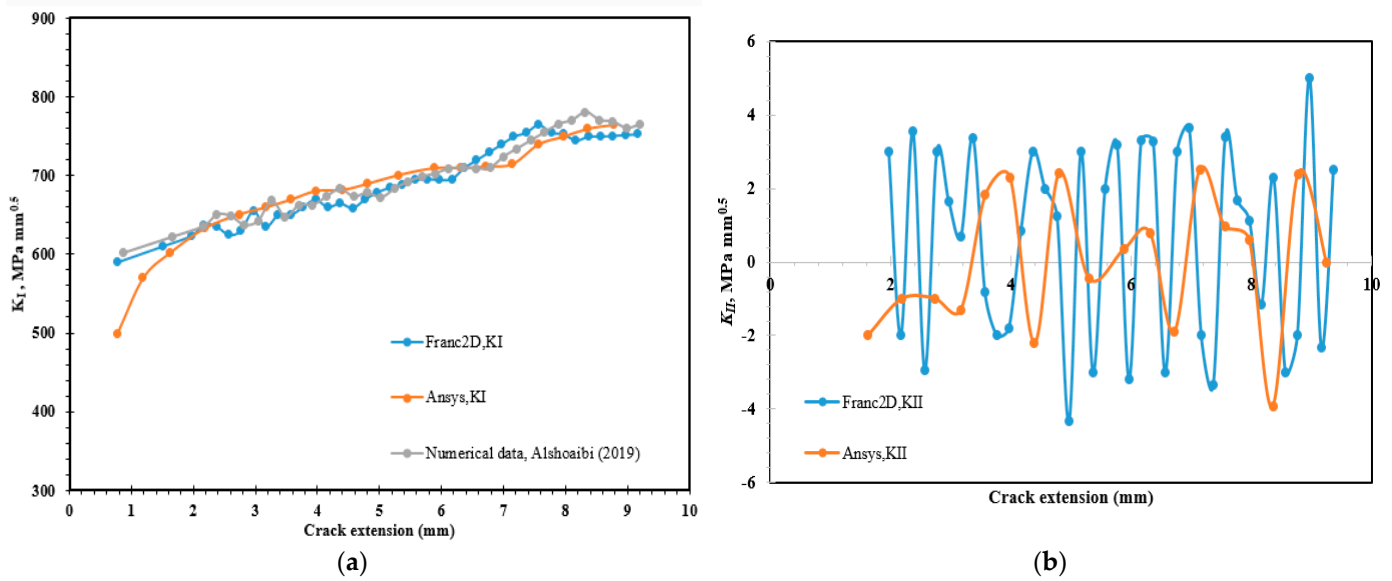 900
800
700
600
500
400
300
K_I, MPa mm^0.5
Franc2D,KI
Ansys,KI
Numerical data, Alshoaibi (2019)
0 1 2 3 4 5 6 7 8 9 10
Crack extension (mm)
(a)
(b)
6
4
2
0
-2
-4
-6
K_II, MPa mm^0.5
0 2 4 6 8 10
Franc2D,KII
Ansys,KII
Crack extension (mm)